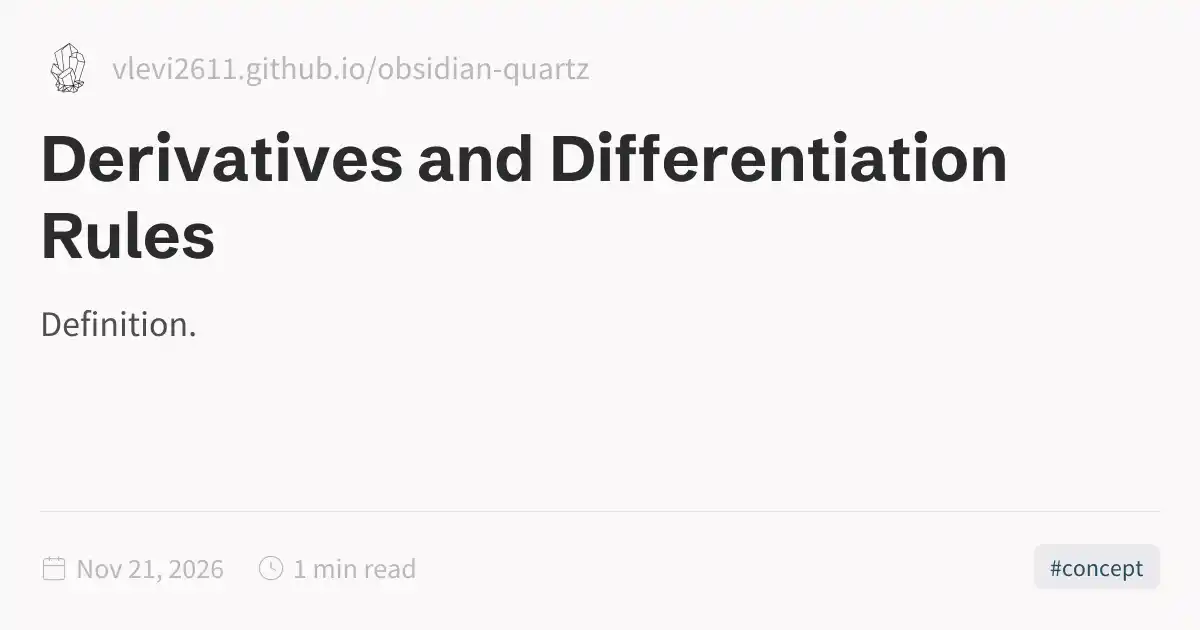 vlevi2611.github.io/obsidian-quartz
Derivatives and Differentiation
Rules
Definition.
Nov 21, 2026 1 min read #concept